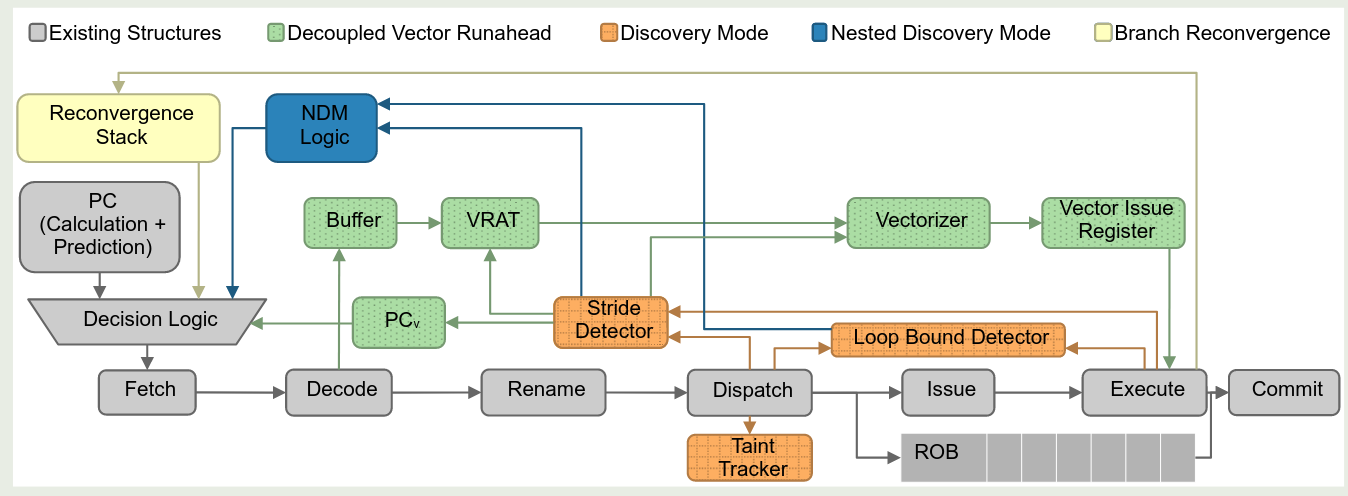 Existing Structures
Decoupled Vector Runahead
Discovery Mode
Nested Discovery Mode
Branch Reconvergence
Reconvergence
Stack
NDM
Logic
PC
(Calculation +
Prediction)
Buffer
VRAT
Vectorizer
Vector Issue
Register
Decision Logic
PCv
Stride
Detector
Loop Bound Detector
Fetch
Decode
Rename
Dispatch
Issue
Execute
Commit
Taint
Tracker
ROB